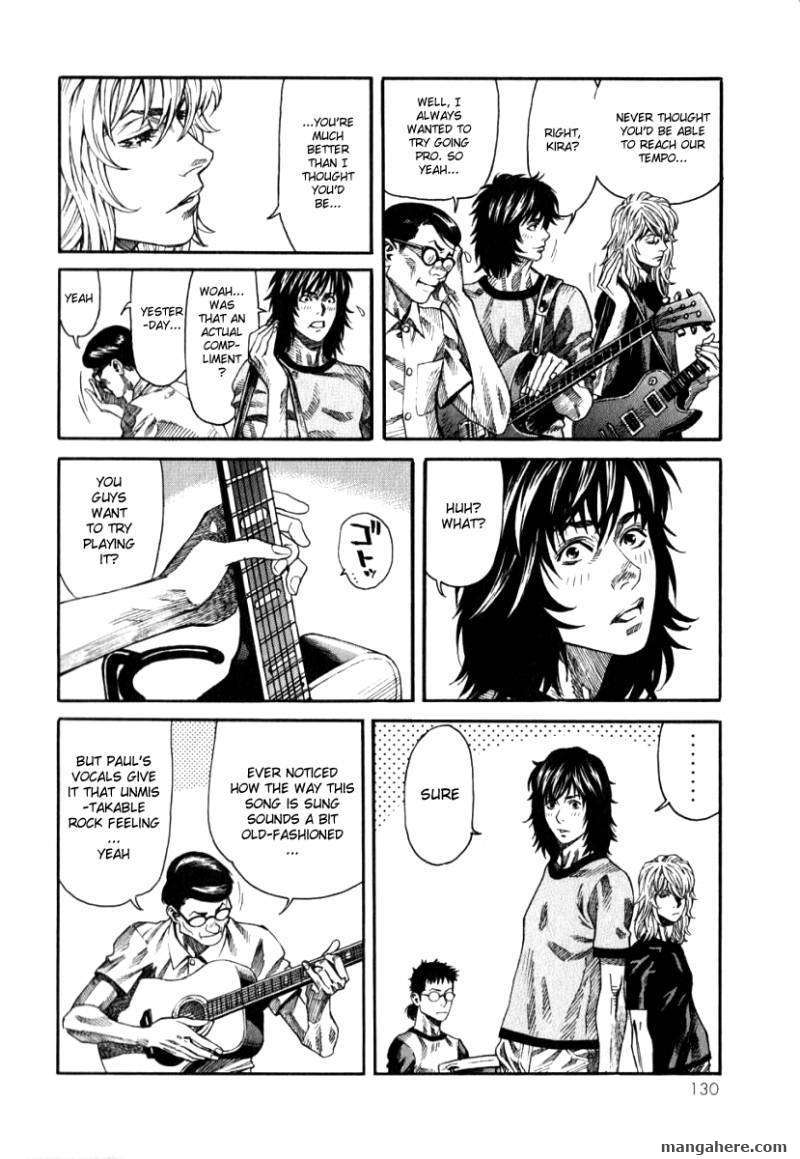 NEVER THOUGHT
YOU'D BE ABLE
TO REACH OUR
TEMPO...
RIGHT,
KIRA?
WELL, I
ALWAYS
WANTED TO
TRY GOING
PRO. SO
YEAH...
...YOU'RE
MUCH
BETTER
THAN I
THOUGHT
YOU'D
BE...
WOAH...
WAS
THAT AN
ACTUAL
COMP-
LIMENT
?
YESTER
-DAY...
YEAH
HUH?
WHAT?
ゴトッ
…
YOU
GUYS
WANT
TO TRY
PLAYING
IT?
.......
SURE
EVER NOTICED
HOW THE WAY THIS
SONG IS SUNG
SOUNDS A BIT
OLD-FASHIONED
...
BUT PAUL'S
VOCALS GIVE
IT THAT UNMIS
-TAKABLE
ROCK FEELING
...
YEAH
130
mangahere.com